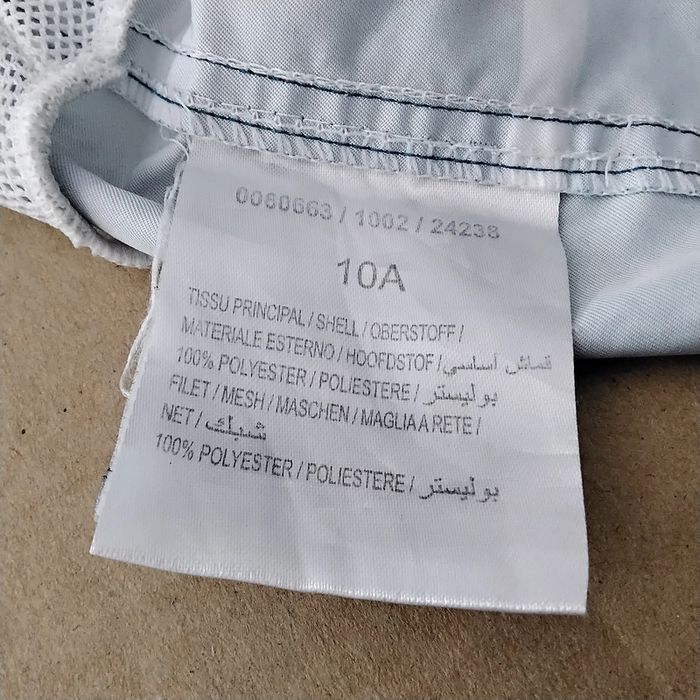 0060663 / 1002 / 24238
10A
TISSU PRINCIPAL / SHELL / OBERSTOFF /
MATERIALE ESTERNO / HOOFDSTOF / قماش أساسي
100% POLYESTER / POLIESTERE / بوليستر
FILET / MESH / MASCHEN / MAGLIA A RETE /
NET / شبك
100% POLYESTER / POLIESTERE / بوليستر